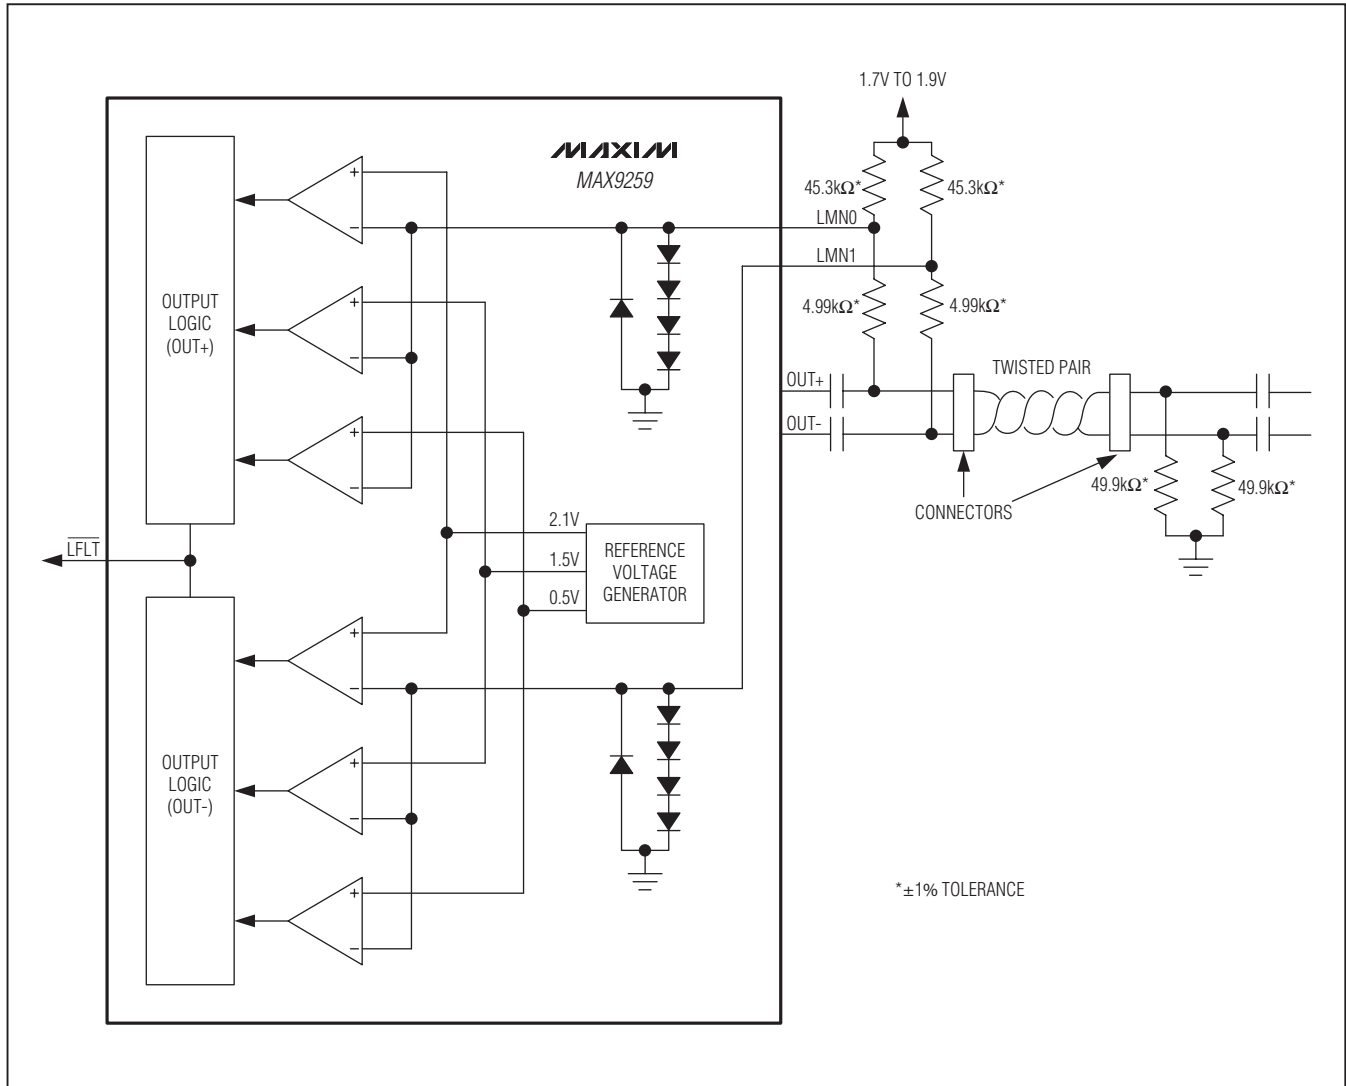 1.7V TO 1.9V
MAXIM
MAX9259
45.3kΩ*
45.3kΩ*
LMN0
LMN1
OUTPUT
LOGIC
(OUT+)
4.99kΩ*
4.99kΩ*
TWISTED PAIR
OUT+
OUT-
49.9kΩ*
49.9kΩ*
CONNECTORS
2.1V
1.5V
0.5V
REFERENCE
VOLTAGE
GENERATOR
LFLT
OUTPUT
LOGIC
(OUT-)
*±1% TOLERANCE
+
−
+
−
+
−
+
−
+
−
+
−